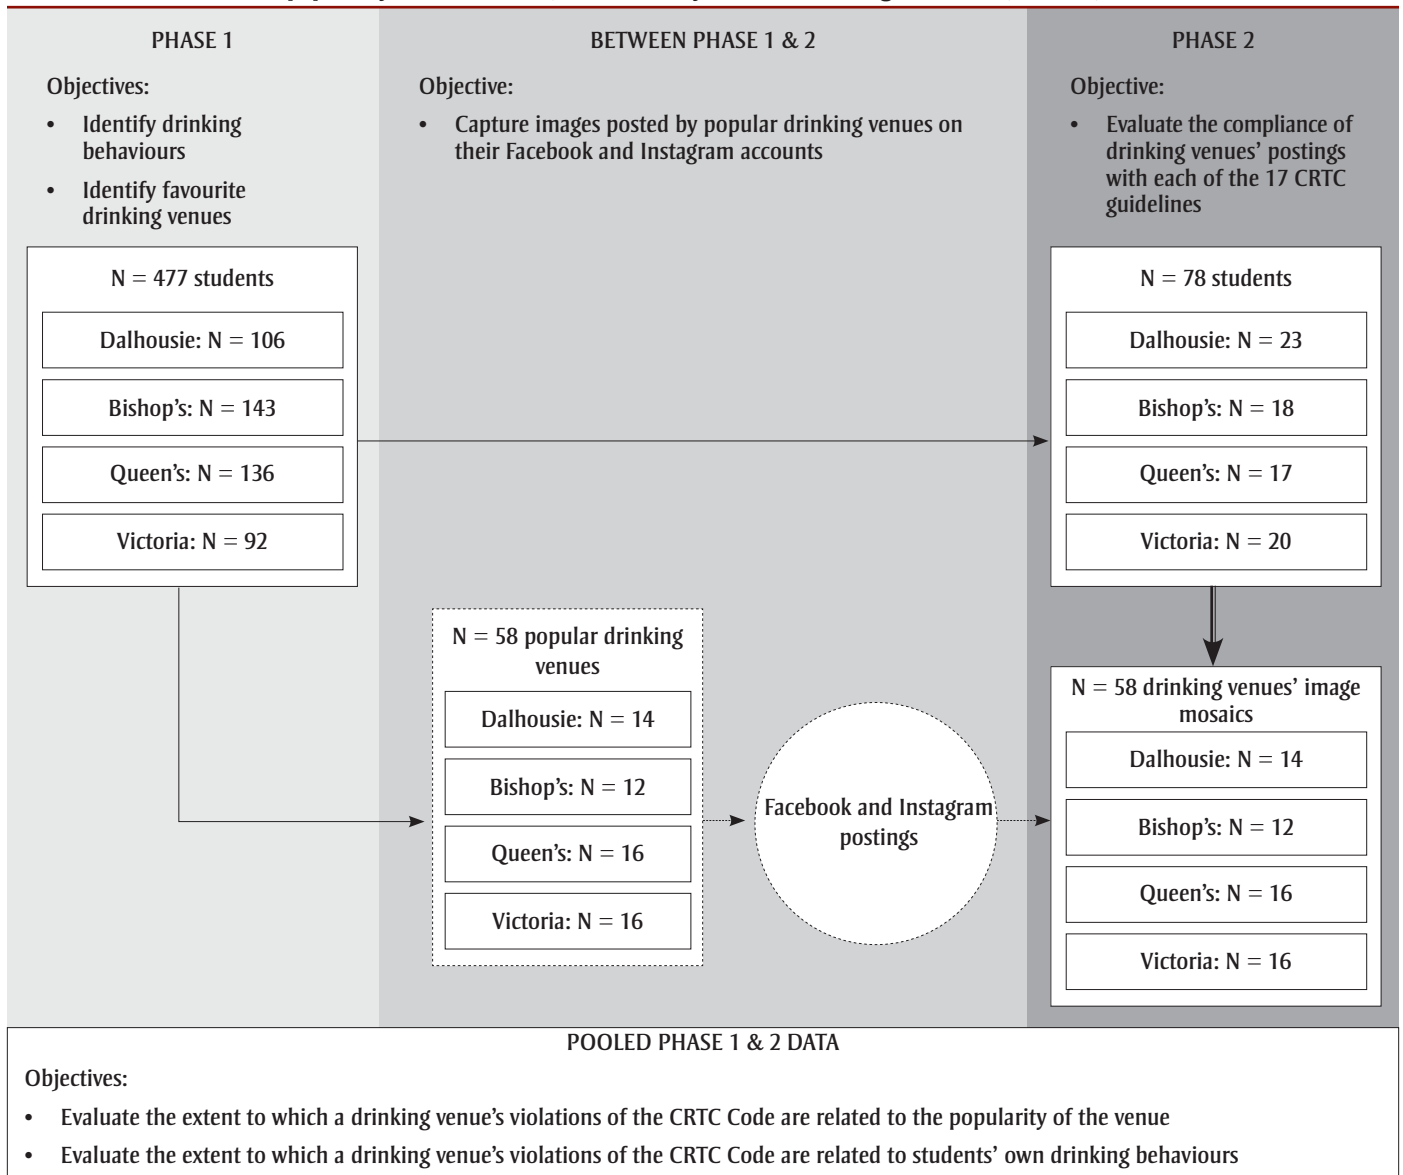 PHASE 1
Objectives:
• Identify drinking
behaviours
• Identify favourite
drinking venues
N = 477 students
Dalhousie: N = 106
Bishop's: N = 143
Queen's: N = 136
Victoria: N = 92
BETWEEN PHASE 1 & 2
Objective:
• Capture images posted by popular drinking venues on
their Facebook and Instagram accounts
N = 58 popular drinking
venues
Dalhousie: N = 14
Bishop's: N = 12
Queen's: N = 16
Victoria: N = 16
Facebook and Instagram
postings
PHASE 2
Objective:
• Evaluate the compliance of
drinking venues' postings
with each of the 17 CRTC
guidelines
N = 78 students
Dalhousie: N = 23
Bishop's: N = 18
Queen's: N = 17
Victoria: N = 20
N = 58 drinking venues' image
mosaics
Dalhousie: N = 14
Bishop's: N = 12
Queen's: N = 16
Victoria: N = 16
POOLED PHASE 1 & 2 DATA
Objectives:
• Evaluate the extent to which a drinking venue's violations of the CRTC Code are related to the popularity of the venue
• Evaluate the extent to which a drinking venue's violations of the CRTC Code are related to students' own drinking behaviours